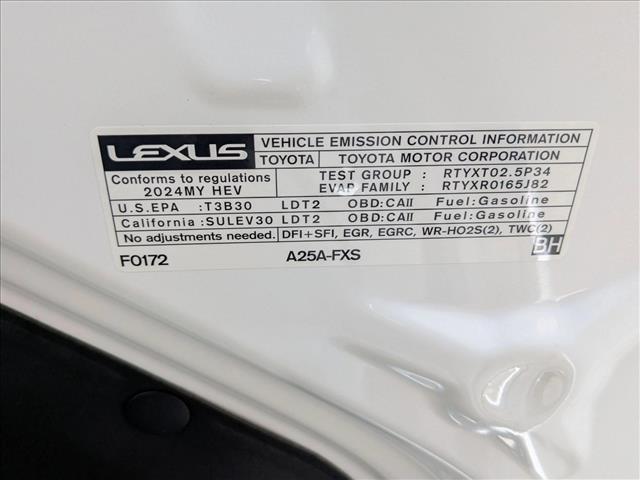 LEXUS VEHICLE EMISSION CONTROL INFORMATION
TOYOTA TOYOTA MOTOR CORPORATION
Conforms to regulations TEST GROUP : RTYXT02.5P34
2024MY HEV EVAP.FAMILY : RTYXR0165J82
U.S.EPA :T3B30 LDT2 OBD:CAII Fuel:Gasoline
California:SULEV30 LDT2 OBD:CAII Fuel:Gasoline
No adjustments needed. DFI+SFI, EGR, EGRC, WR-HO2S(2), TWC(2)
F0172 A25A-FXS BH